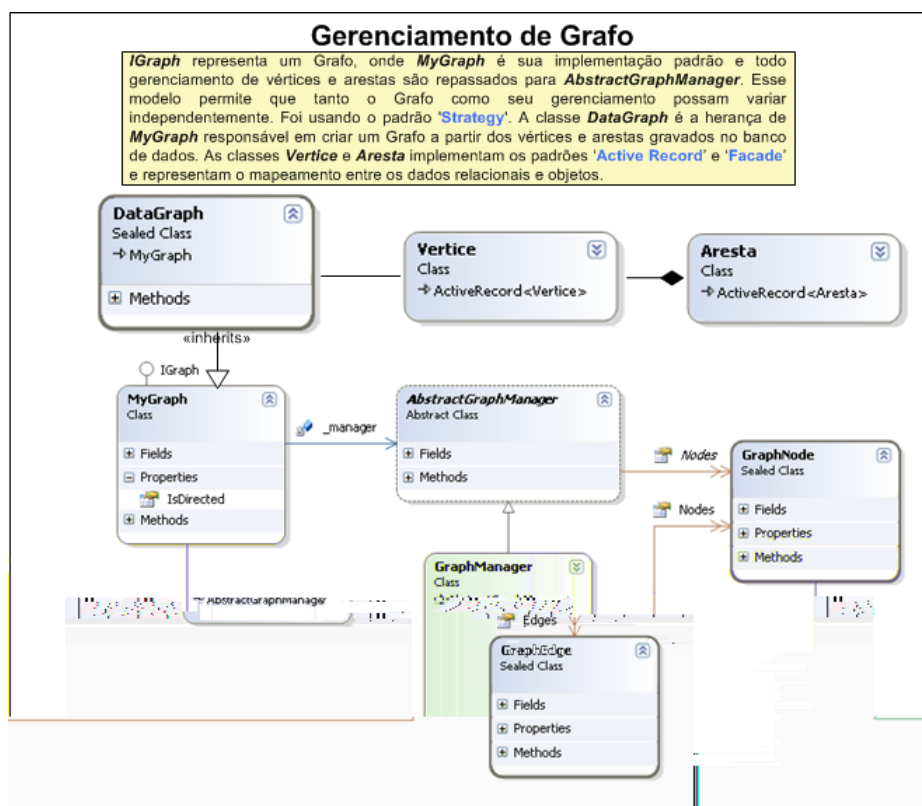 Gerenciamento de Grafo
IGraph representa um Grafo, onde MyGraph é sua implementação padrão e todo
gerenciamento de vértices e arestas são repassados para AbstractGraphManager. Esse
modelo permite que tanto o Grafo como seu gerenciamento possam variar
independentemente. Foi usando o padrão 'Strategy'. A classe DataGraph é a herança de
MyGraph responsável em criar um Grafo a partir dos vértices e arestas gravados no banco
de dados. As classes Vertice e Aresta implementam os padrões ‘Active Record’ e ‘Facade’
e representam o mapeamento entre os dados relacionais e objetos.
DataGraph
Sealed Class
MyGraph
Methods
Vertice
Class
ActiveRecord<Vertice>
Aresta
Class
ActiveRecord<Aresta>
«inherits»
IGraph
MyGraph
Class
Fields
Properties
IsDirected
Methods
_manager
AbstractGraphManager
Abstract Class
Fields
Methods
Nodes
Nodes
GraphNode
Sealed Class
Fields
Properties
Methods
GraphManager
Class
AbstractGraphManager
Edges
GraphEdge
Sealed Class
Fields
Properties
Methods